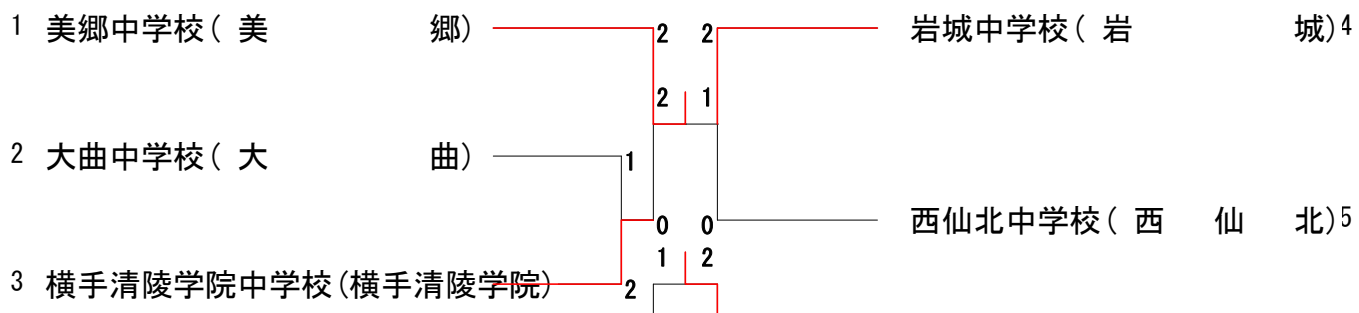 1 美郷中学校( 美 郷) 2 2 岩城中学校( 岩 城)4
2 1
2 大曲中学校( 大 曲) 1
0 0 西仙北中学校( 西 仙 北)5
1 2
3 横手清陵学院中学校(横手清陵学院) 2